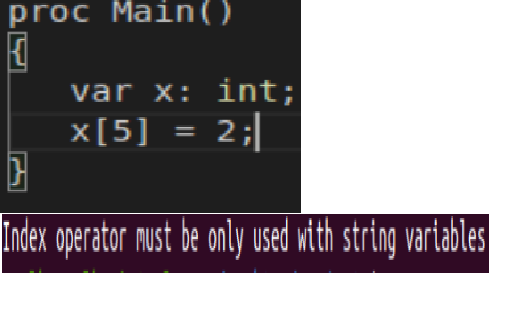 proc Main()
{
var x: int;
x[5] = 2;
}
Index operator must be only used with string variables